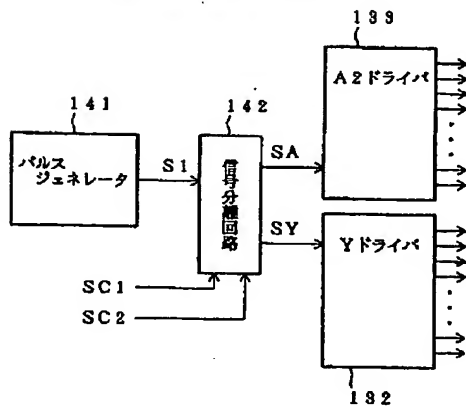 133
A2ドライバ
141
142
パルス
ジェネレータ
S1
信号分離回路
SA
SY
Yドライバ
SC1
SC2
132